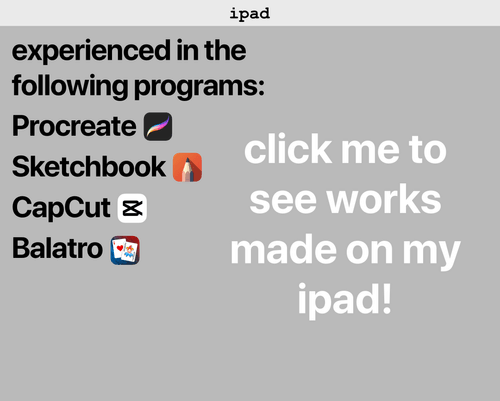 ipad
experienced in the
following programs:
Procreate
Sketchbook
CapCut
Balatro
click me to
see works
made on my
ipad!